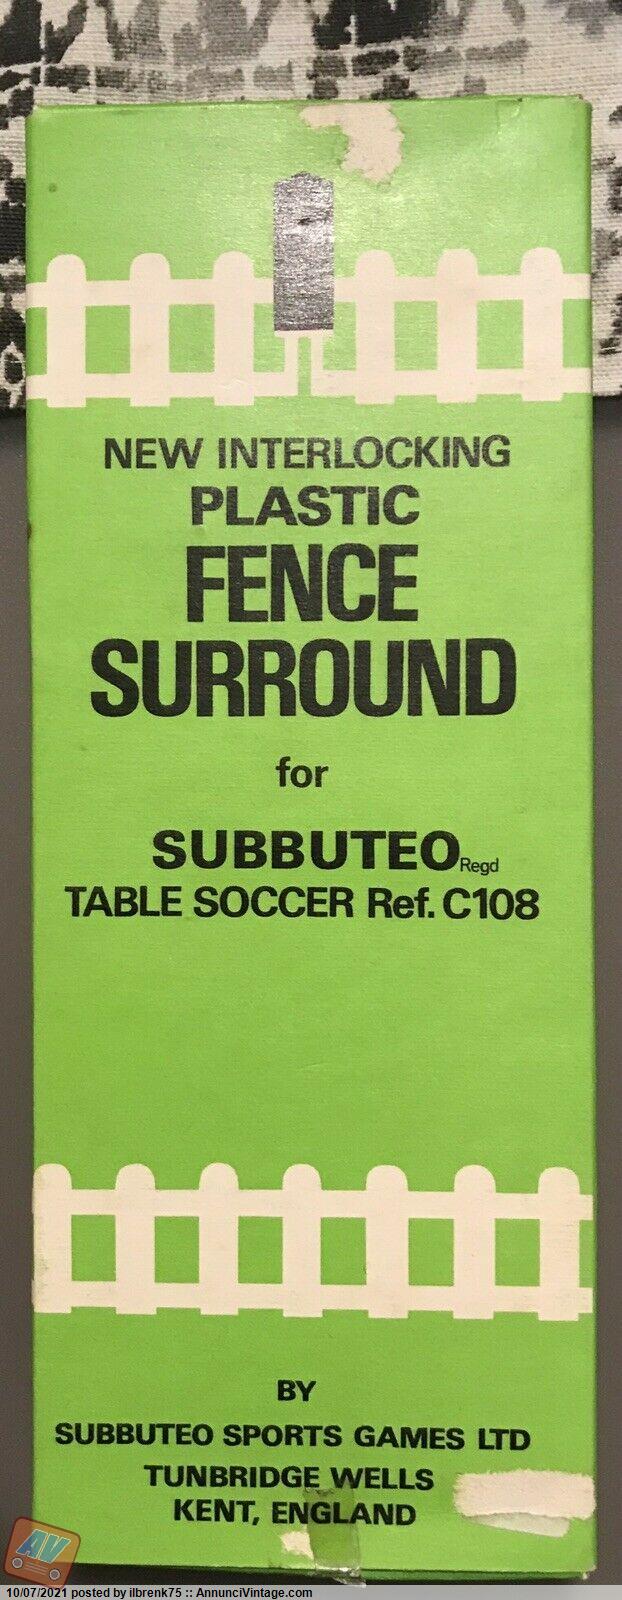 NEW INTERLOCKING
PLASTIC
FENCE
SURROUND
for
SUBBUTEO Regd
TABLE SOCCER Ref. C108
BY
SUBBUTEO SPORTS GAMES LTD
TUNBRIDGE WELLS
KENT, ENGLAND
AV
10/07/2021 posted by ilbrenk75 :: AnnunciVintage.com